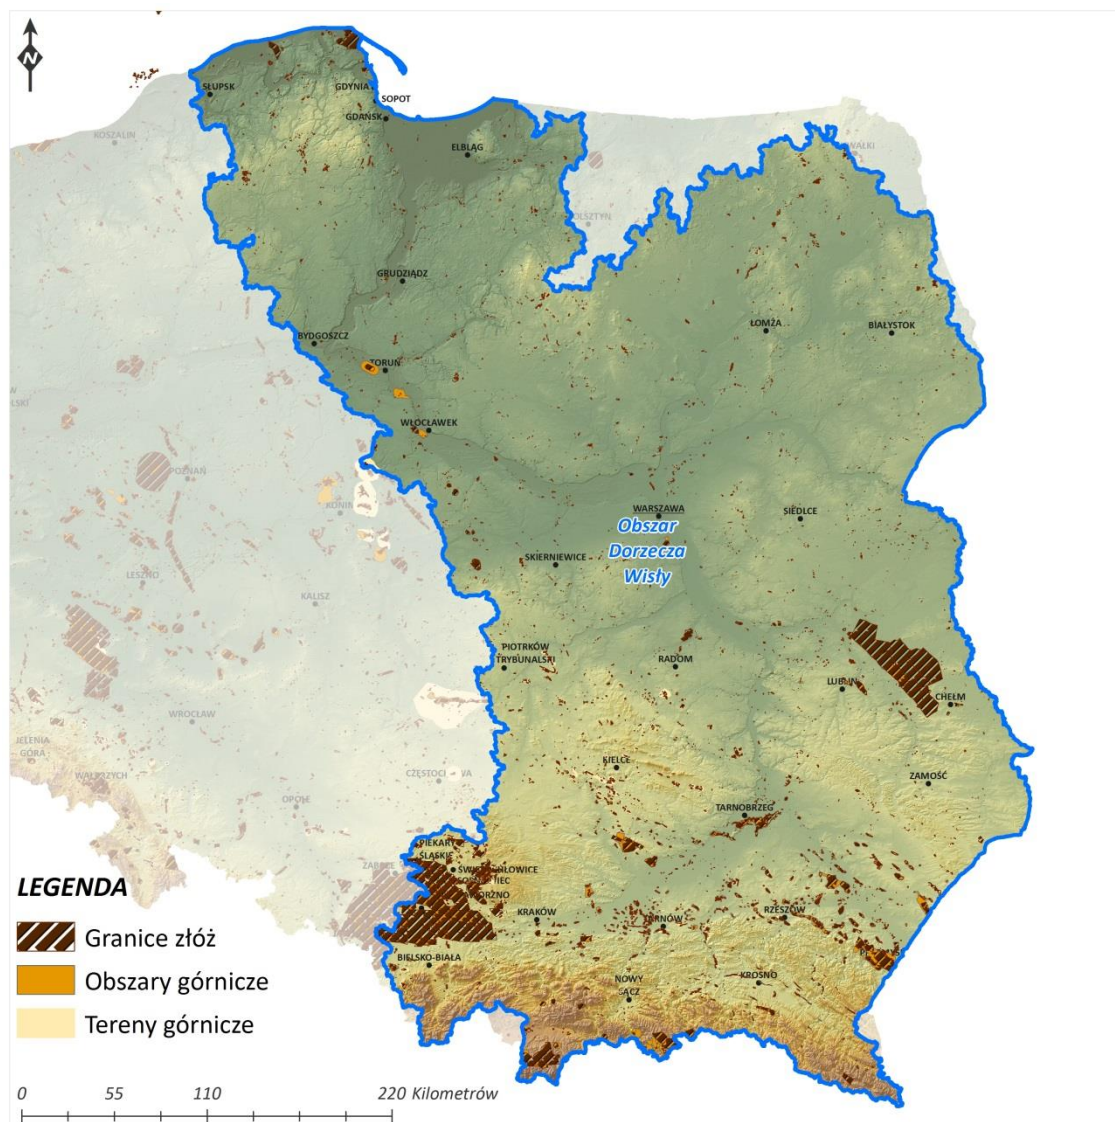 N
SŁUPSK
GDYNIA
SOPOT
GDAŃSK
KOSZALIN
ELBLĄG
OLSZTYN
GRUDZIĄDZ
ŁOMŻA
BIAŁYSTOK
BYDGOSZCZ
TORUŃ
WŁOCŁAWEK
POZNAŃ
KONIN
WARSZAWA
SIEDLCE
Obszar
Dorzecza
Wisły
SKIERNIEWICE
LESZNO
KALISZ
PIOTRKÓW
TRYBUNALSKI
RADOM
LUBLIN
CHEŁM
WROCŁAW
JELENIA
GÓRA
WAŁBRZYCH
KIELCE
ZAMOŚĆ
OPOLE
TARNOBRZEG
PIEKARY
ŚLĄSKIE
KRAKÓW
TARNÓW
RZESZÓW
BIELSKO-BIAŁA
NOWY
SĄCZ
KROSNO
LEGENDA
Granice złóż
Obszary górnicze
Tereny górnicze
0 55 110 220 Kilometrów